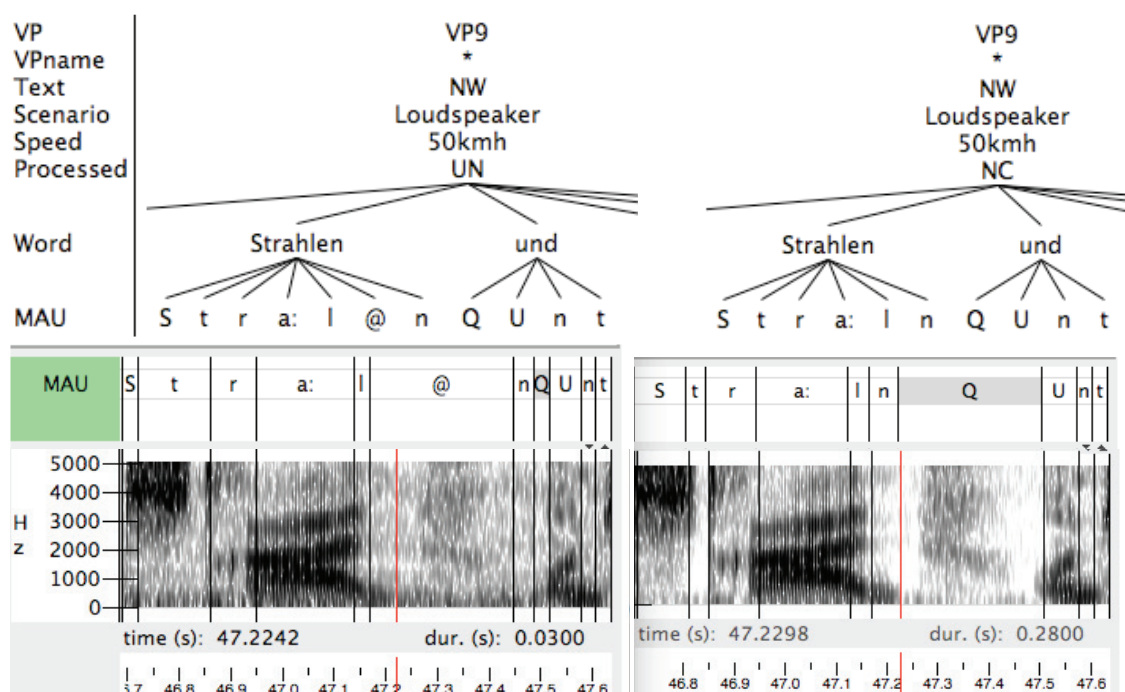 VP VP9 VP9
VPname * *
Text NW NW
Scenario Loudspeaker Loudspeaker
Speed 50kmh 50kmh
Processed UN NC
Word Strahlen und Strahlen und
MAU S t r a: l @ n Q U n t S t r a: l n Q U n t
MAU S t r a: l @ n Q U n t S t r a: l n Q U n t
5000
4000
3000
2000
1000
0
H
z
time (s): 47.2242 dur. (s): 0.0300 time (s): 47.2298 dur. (s): 0.2800
46.8 46.9 47.0 47.1 47.2 47.3 47.4 47.5 47.6 46.8 46.9 47.0 47.1 47.2 47.3 47.4 47.5 47.6